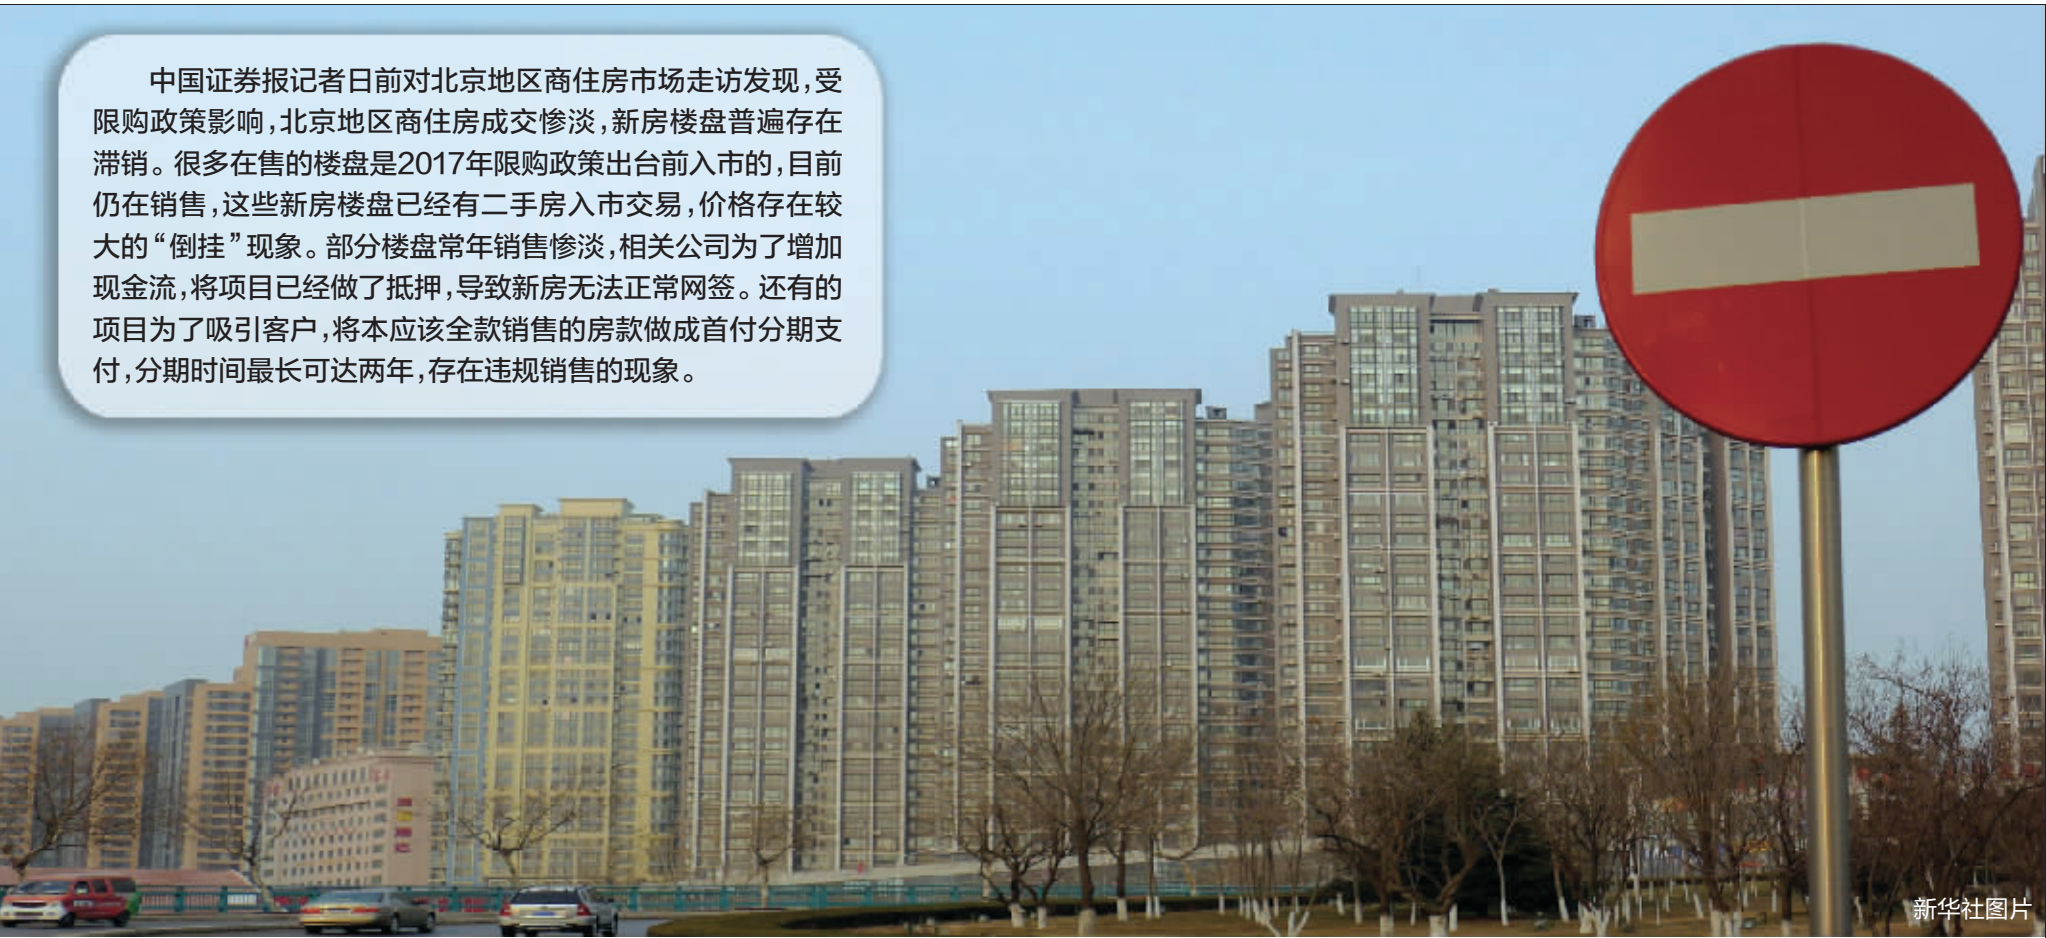 中国证券报记者日前对北京地区商住房市场走访发现,受
限购政策影响,北京地区商住房成交惨淡,新房楼盘普遍存在
滞销。很多在售的楼盘是2017年限购政策出台前入市的,目前
仍在销售,这些新房楼盘已经有二手房入市交易,价格存在较
大的“倒挂”现象。部分楼盘常年销售惨淡,相关公司为了增加
现金流,将项目已经做了抵押,导致新房无法正常网签。还有的
项目为了吸引客户,将本应该全款销售的房款做成首付分期支
付,分期时间最长可达两年,存在违规销售的现象。
新华社图片